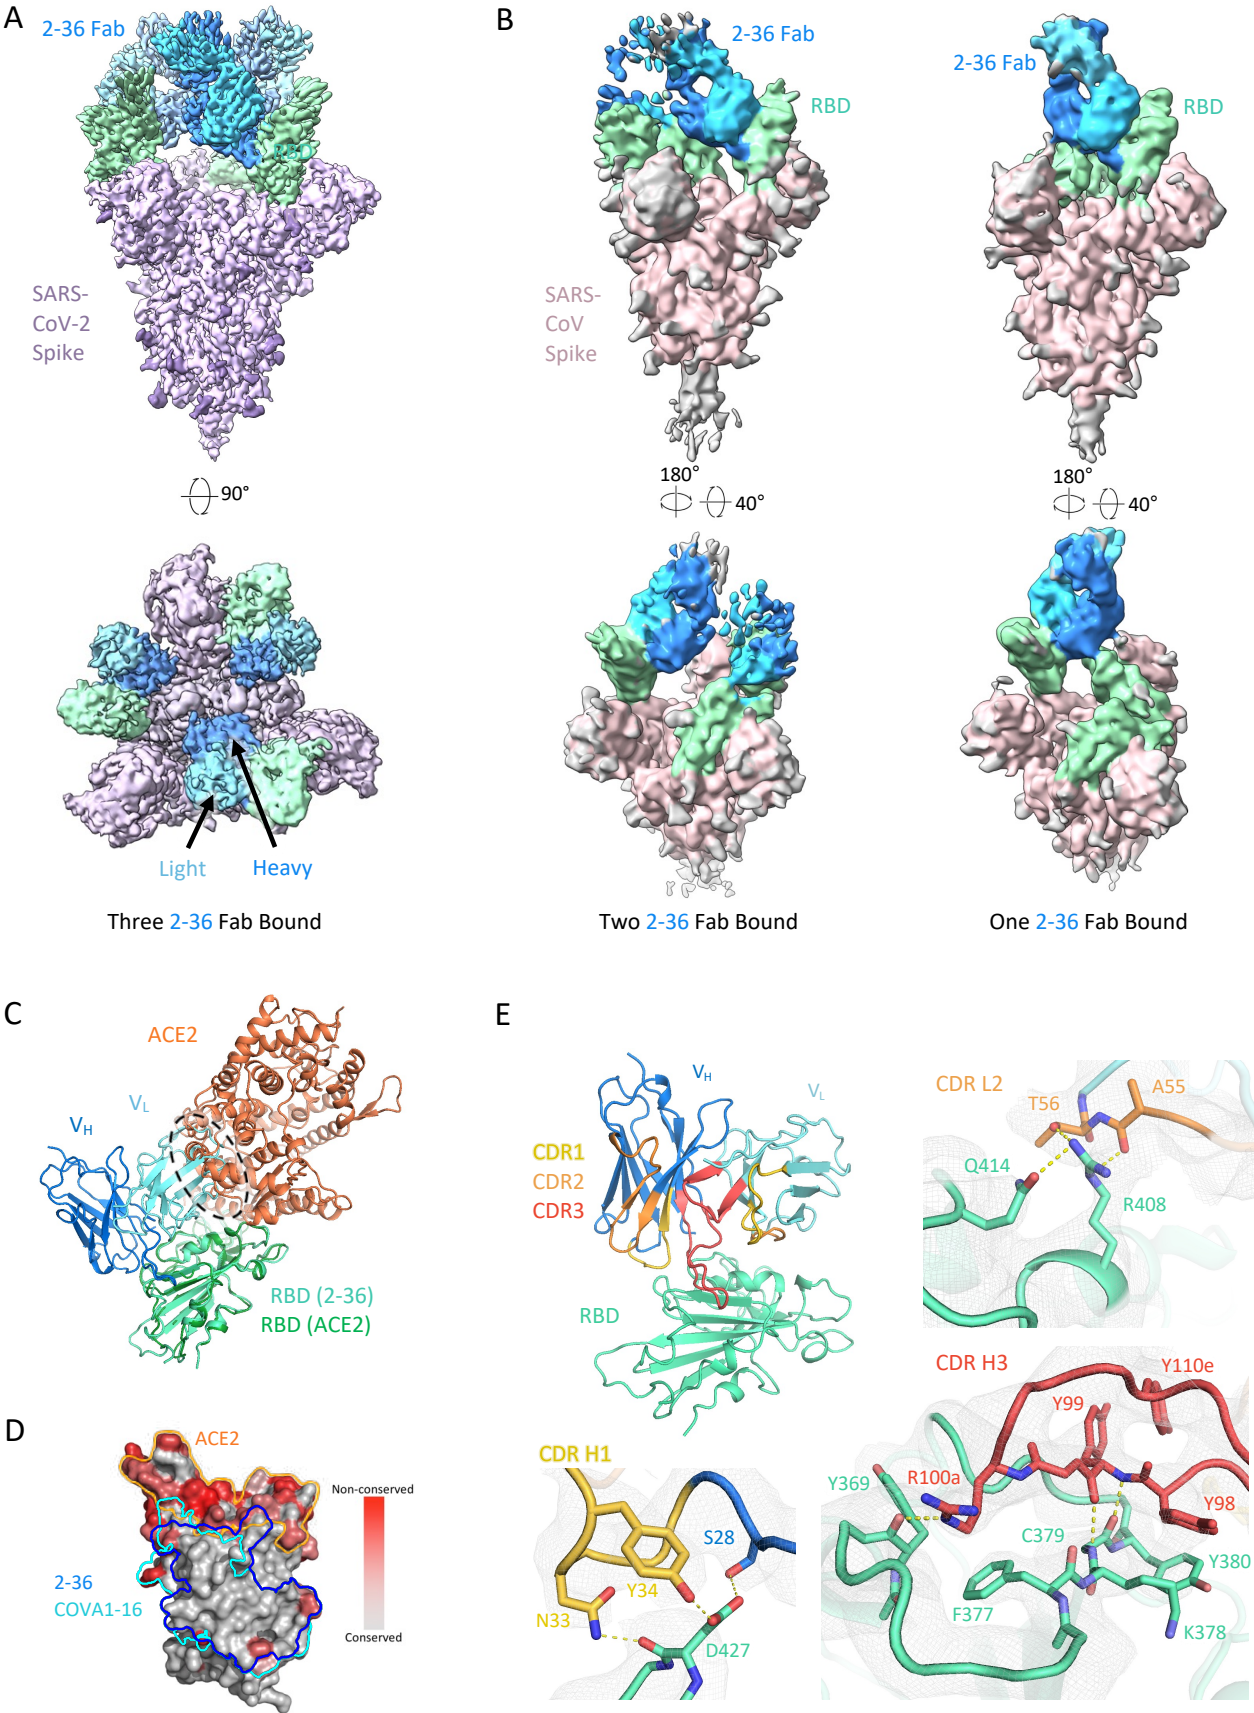 A
2-36 Fab
RBD
SARS-
CoV-2
Spike
90°
Light
Heavy
Three 2-36 Fab Bound
B
2-36 Fab
RBD
SARS-
CoV
Spike
180°
40°
Two 2-36 Fab Bound
2-36 Fab
RBD
180°
40°
One 2-36 Fab Bound
C
ACE2
VL
VH
RBD (2-36)
RBD (ACE2)
D
ACE2
Non-conserved
2-36
COVA1-16
Conserved
E
VH
VL
CDR1
CDR2
CDR3
RBD
CDR L2
A55
T56
Q414
R408
CDR H1
S28
Y34
N33
D427
CDR H3
Y110e
Y99
Y369
R100a
Y98
C379
Y380
F377
K378